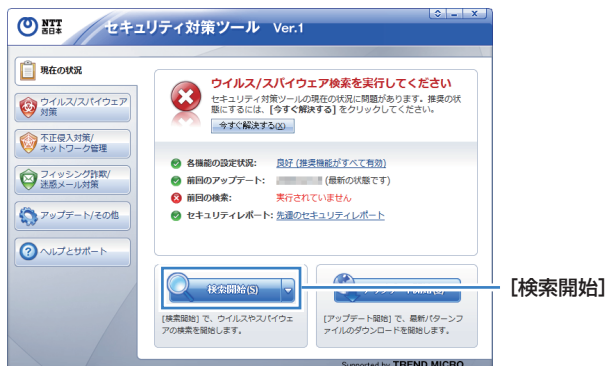 NTT
西日本
セキュリティ対策ツール Ver.1
現在の状況
ウイルス/スパイウェア
対策
不正侵入対策/
ネットワーク管理
フィッシング詐欺/
迷惑メール対策
アップデート/その他
ヘルプとサポート
ウイルス/スパイウェア検索を実行してください
セキュリティ対策ツールの現在の状況に問題があります。推奨の状
態にするには、[今すぐ解決する] をクリックしてください。
今すぐ解決する(X)
各機能の設定状況: 良好 (推奨機能がすべて有効)
前回のアップデート: (最新の状態です)
前回の検索: 実行されていません
セキュリティレポート: 先週のセキュリティレポート
検索開始(S)
[検索開始]
[検索開始] で、ウイルスやスパイウェ
アの検索を開始します。
[アップデート開始] で、最新パターンフ
ァイルのダウンロードを開始します。
Supported by TREND MICRO